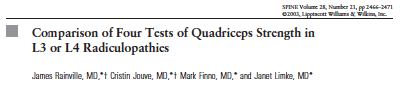 SPINE Volume 28, Number 21, pp 2466–2471
©2003, Lippincott Williams & Wilkins, Inc.
Comparison of Four Tests of Quadriceps Strength in
L3 or L4 Radiculopathies
James Rainville, MD,*† Cristin Jouve, MD,*† Mark Finno, MD,* and Janet Limke, MD*